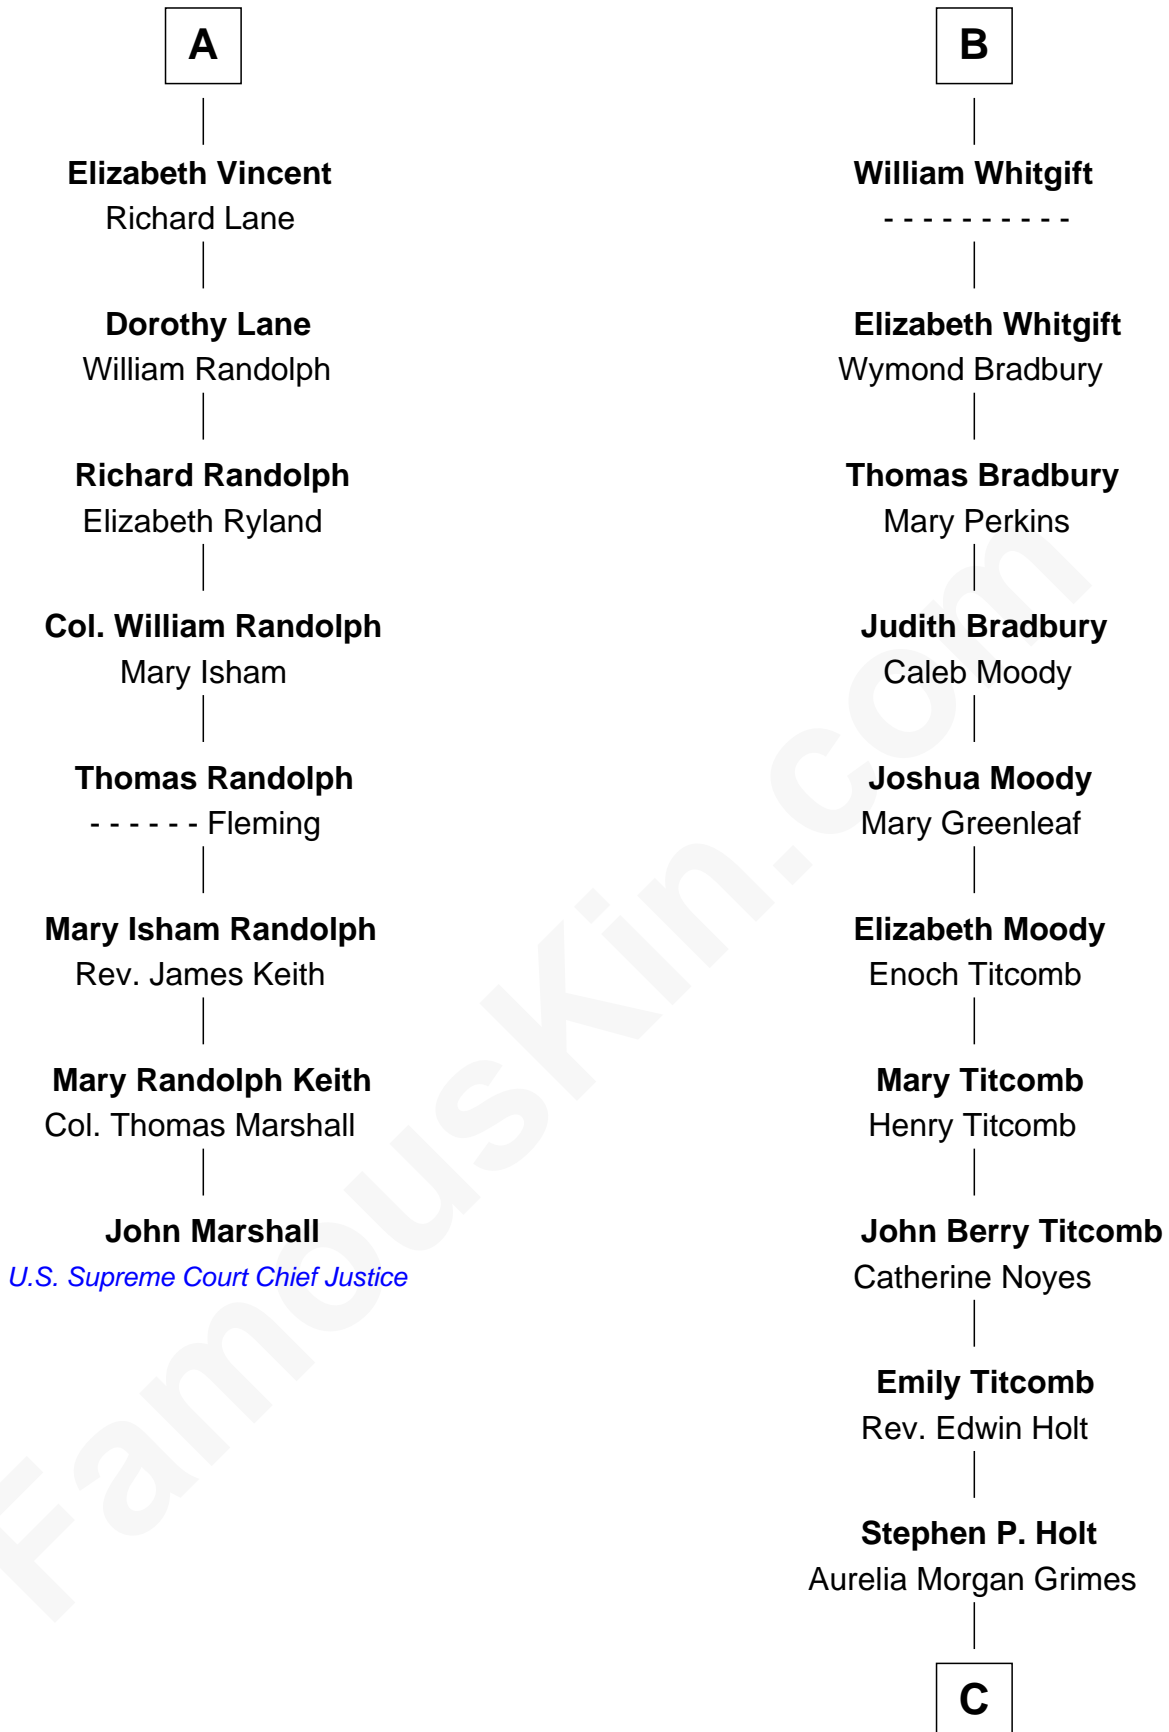 A
Elizabeth Vincent
Richard Lane
Dorothy Lane
William Randolph
Richard Randolph
Elizabeth Ryland
Col. William Randolph
Mary Isham
Thomas Randolph
- - - - - - Fleming
Mary Isham Randolph
Rev. James Keith
Mary Randolph Keith
Col. Thomas Marshall
John Marshall
U.S. Supreme Court Chief Justice
B
William Whitgift
- - - - - - - - - -
Elizabeth Whitgift
Wymond Bradbury
Thomas Bradbury
Mary Perkins
Judith Bradbury
Caleb Moody
Joshua Moody
Mary Greenleaf
Elizabeth Moody
Enoch Titcomb
Mary Titcomb
Henry Titcomb
John Berry Titcomb
Catherine Noyes
Emily Titcomb
Rev. Edwin Holt
Stephen P. Holt
Aurelia Morgan Grimes
C
FamousKin.com